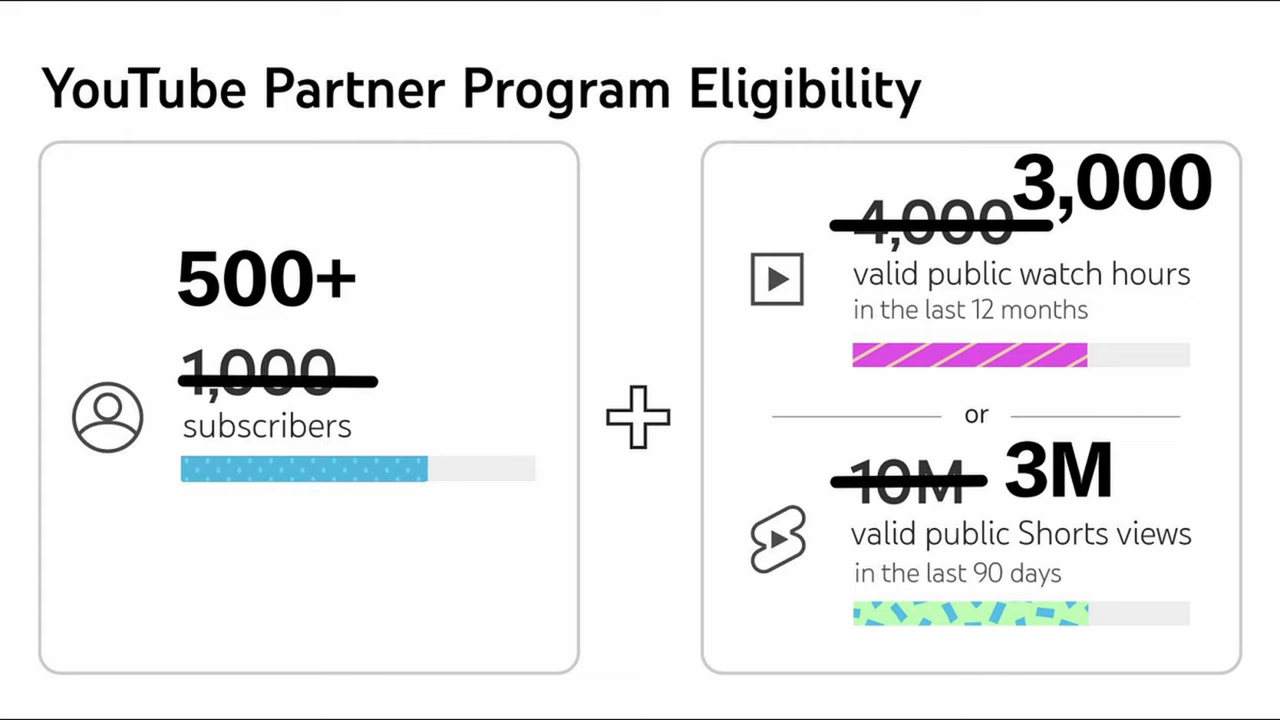 YouTube Partner Program Eligibility
500+
1,000
subscribers
4,000 3,000
valid public watch hours
in the last 12 months
or
10M 3M
valid public Shorts views
in the last 90 days